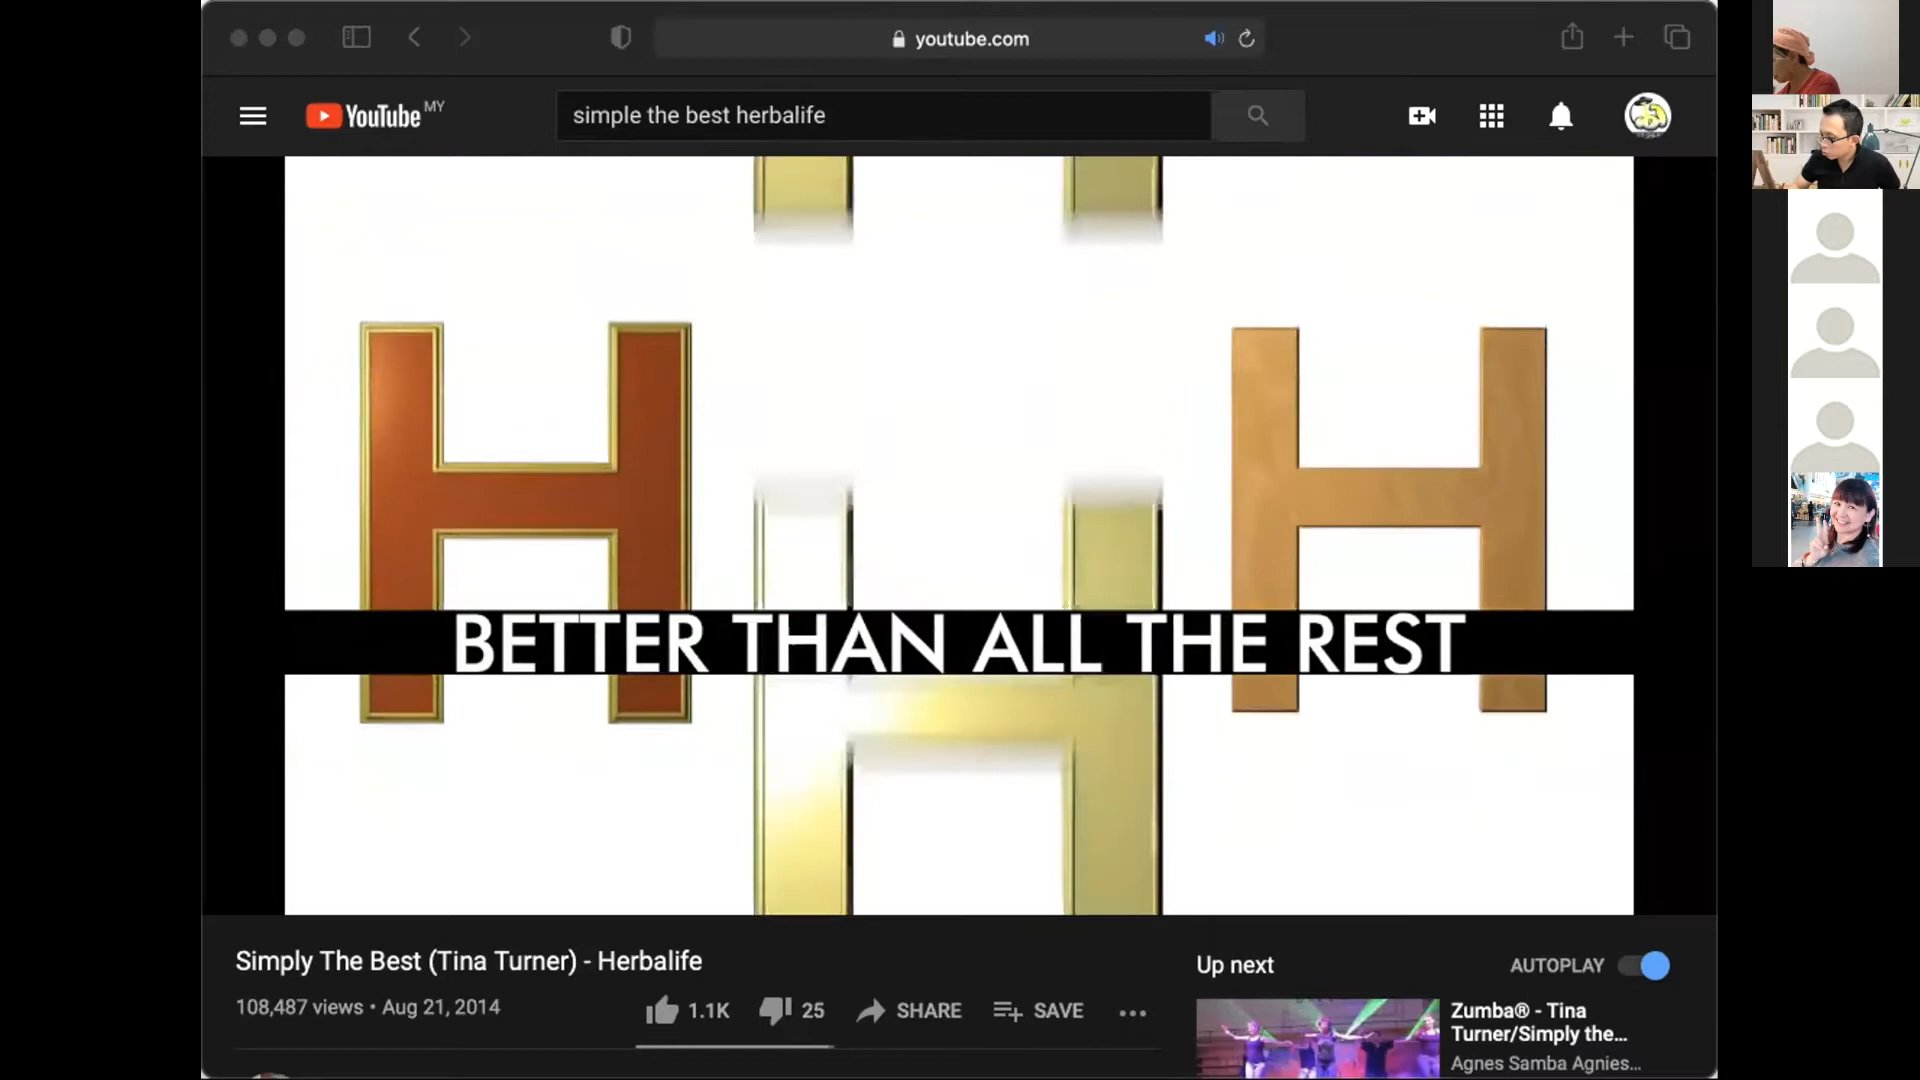 youtube.com
YouTube MY
simple the best herbalife
H H
BETTER THAN ALL THE REST
Simply The Best (Tina Turner) - Herbalife
108,487 views • Aug 21, 2014
1.1K 25 SHARE SAVE
Up next
AUTOPLAY
Zumba® - Tina
Turner/Simply the...
Agnes Samba Agnies...